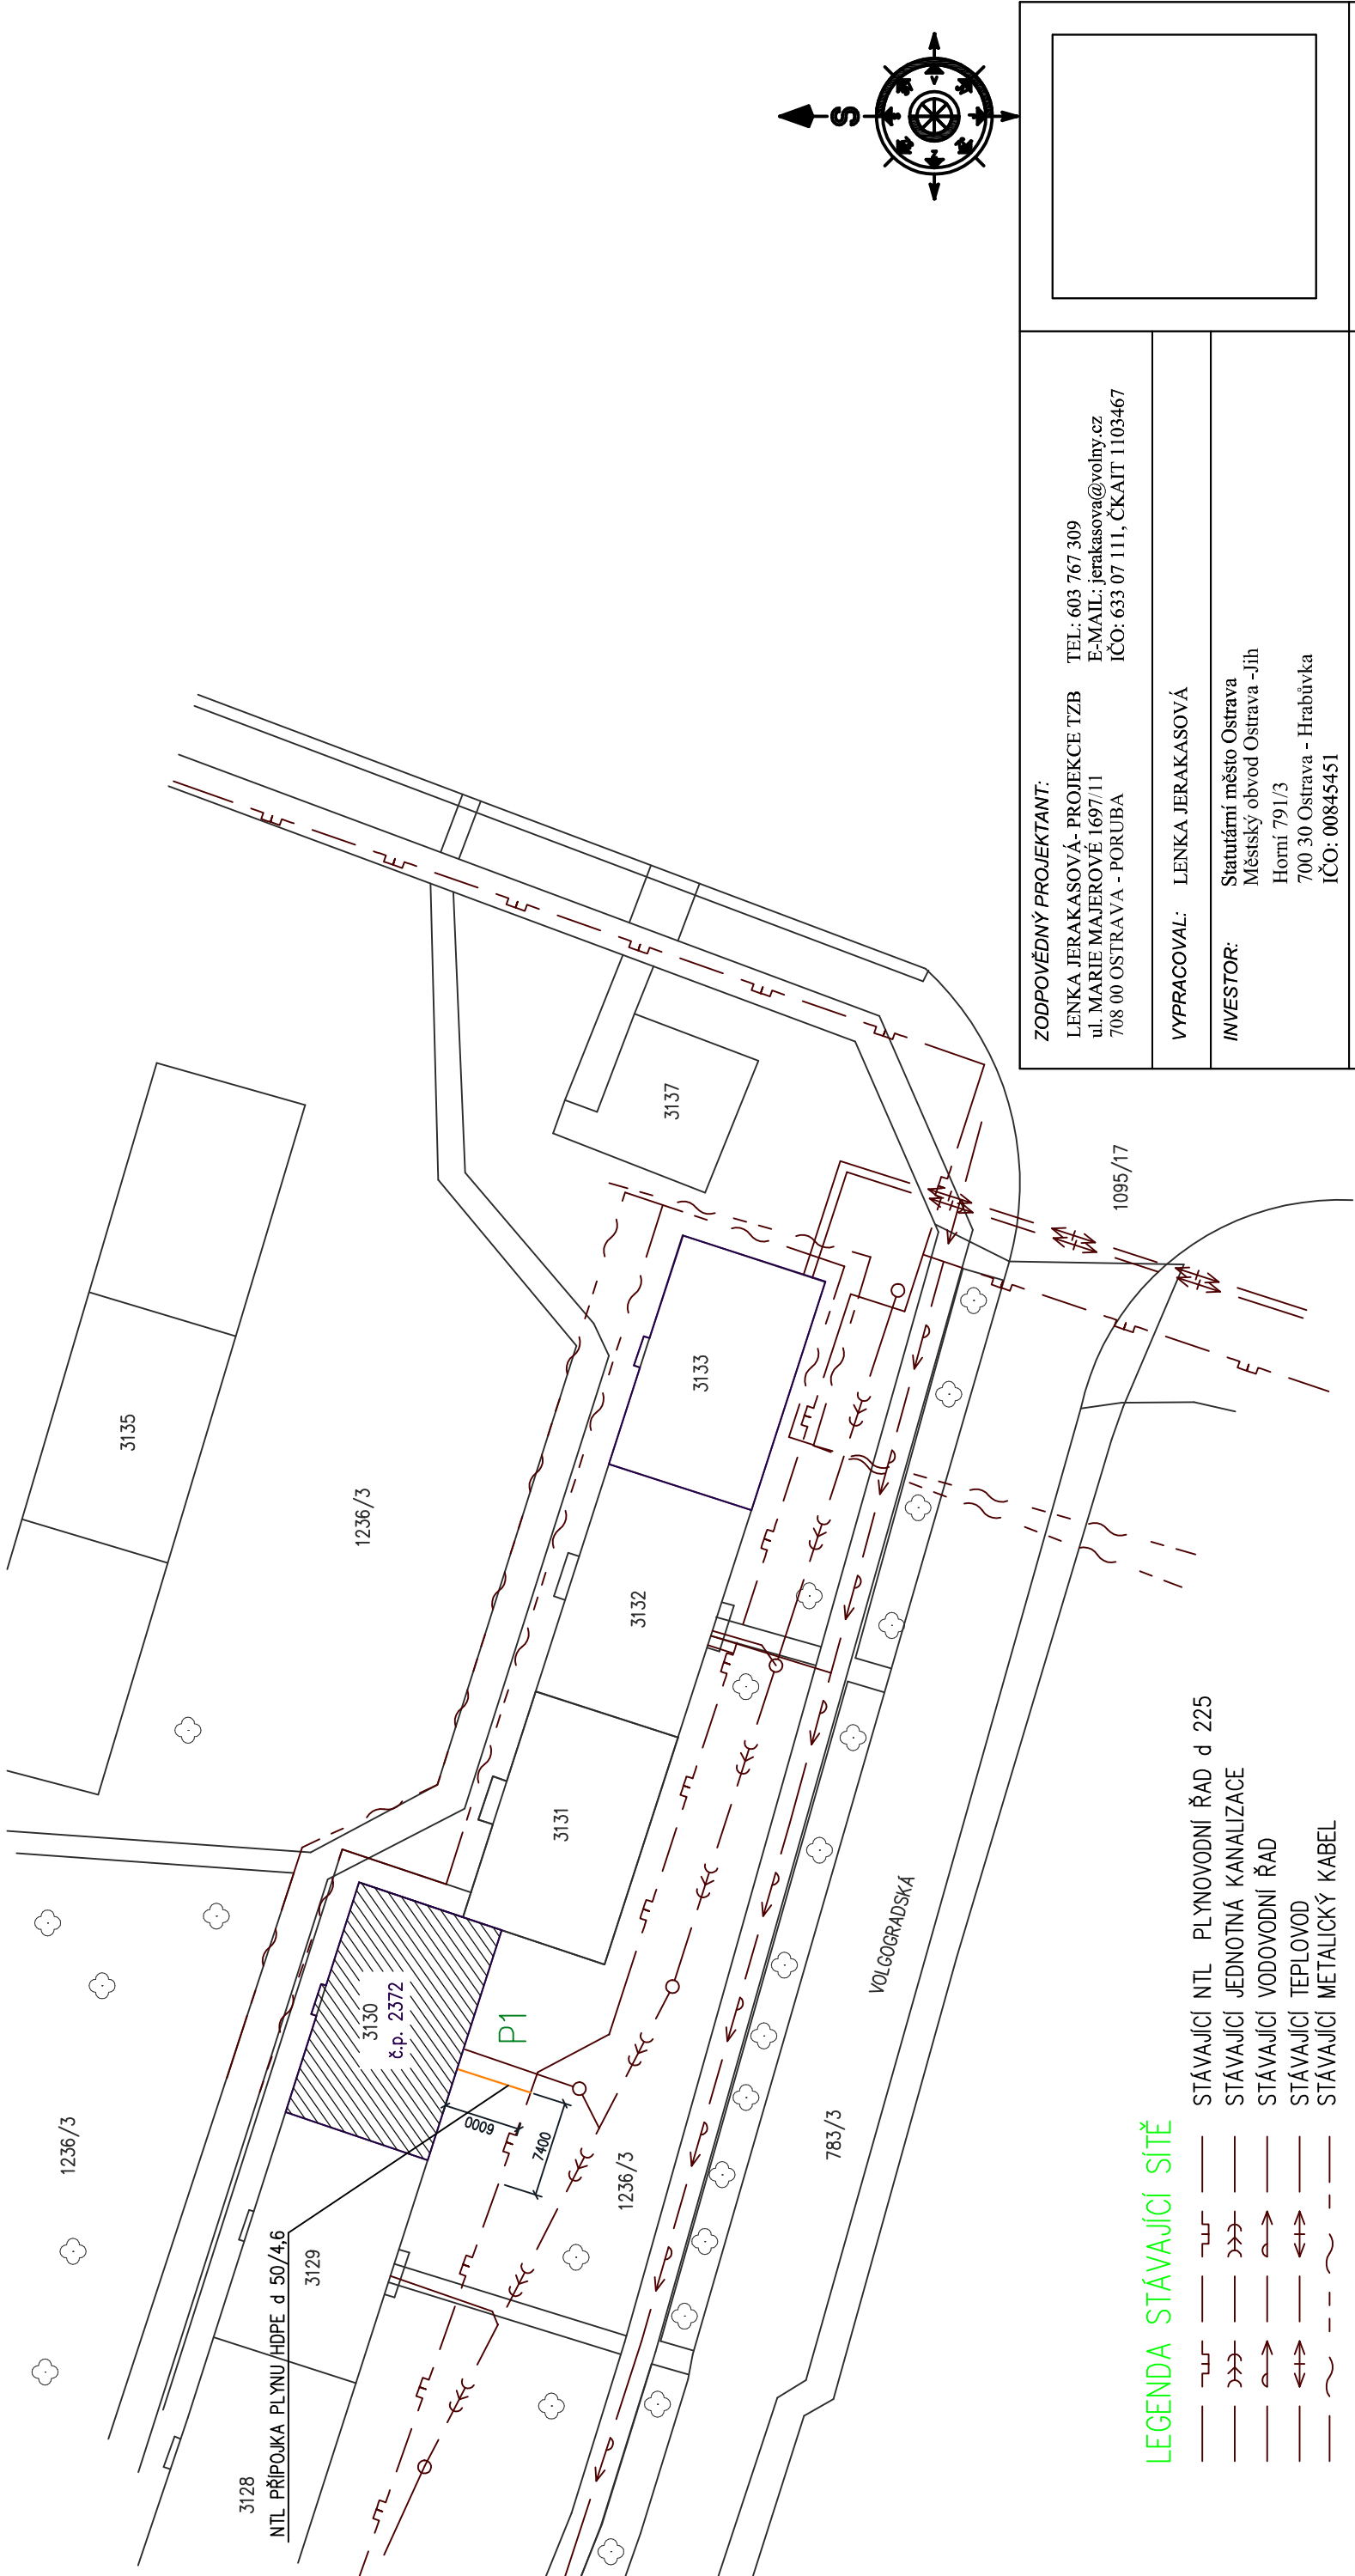 S
V
Z
ZODPOVĚDNÝ PROJEKTANT:
LENKA JERAKASOVÁ- PROJEKCE TZB
ul. MARIE MAJEROVÉ 1697/11
708 00 OSTRAVA - PORUBA
TEL: 603 767 309
E-MAIL: jerakasova@volny.cz
IČO: 633 07 111, ČKAIT 1103467
VYPRACOVAL: LENKA JERAKASOVÁ
INVESTOR: Statutární město Ostrava
Městský obvod Ostrava -Jih
Horní 791/3
700 30 Ostrava - Hrabůvka
IČO: 00845451
3135
1236/3
3137
1095/17
3133
3132
3131
3130
č.p. 2372
P1
6000
7400
1236/3
1236/3
3129
3128
NTL PŘÍPOJKA PLYNU HDPE d 50/4,6
VOLGOGRADSKÁ
783/3
LEGENDA STÁVAJÍCÍ SÍTĚ
STÁVAJÍCÍ NTL PLYNOVODNÍ ŘAD d 225
STÁVAJÍCÍ JEDNOTNÁ KANALIZACE
STÁVAJÍCÍ VODOVODNÍ ŘAD
STÁVAJÍCÍ TEPLOVOD
STÁVAJÍCÍ METALICKÝ KABEL